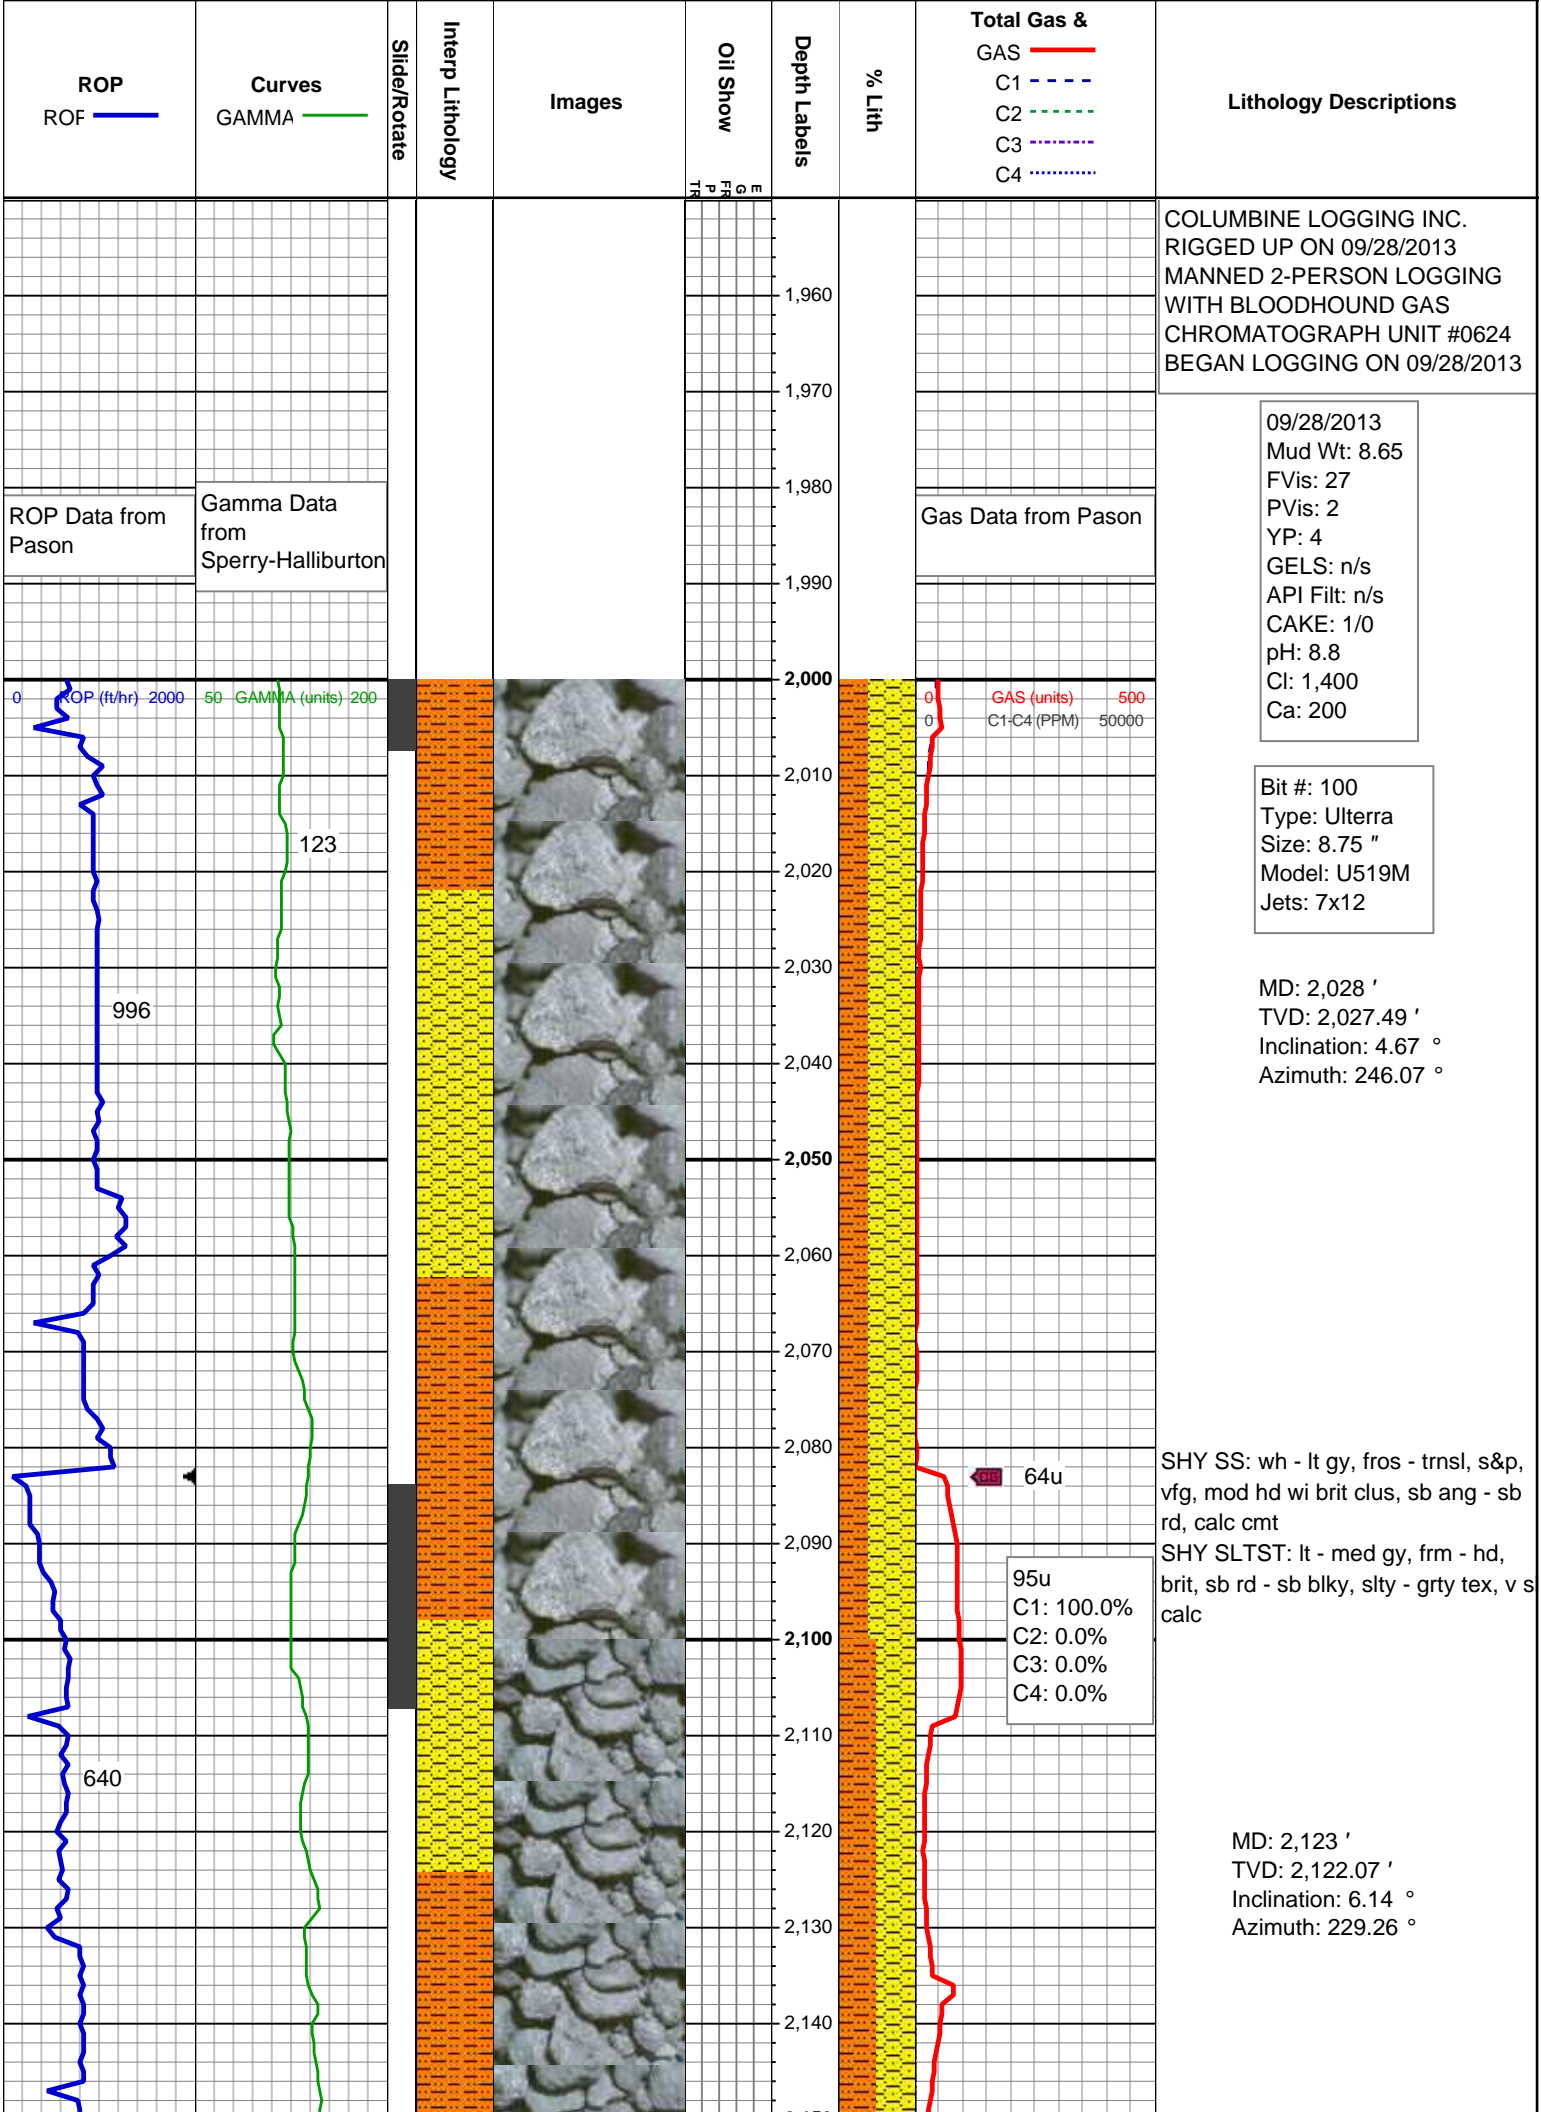 ROP
ROF
Curves
GAMMA
Slide/Rotate
Interp Lithology
Images
Oil Show
TR P FR G E
Depth Labels
% Lith
Total Gas &
GAS
C1
C2
C3
C4
Lithology Descriptions
COLUMBINE LOGGING INC.
RIGGED UP ON 09/28/2013
MANNED 2-PERSON LOGGING
WITH BLOODHOUND GAS
CHROMATOGRAPH UNIT #0624
BEGAN LOGGING ON 09/28/2013
1,960
1,970
1,980
1,990
09/28/2013
Mud Wt: 8.65
FVis: 27
PVis: 2
YP: 4
GELS: n/s
API Filt: n/s
CAKE: 1/0
pH: 8.8
Cl: 1,400
Ca: 200
ROP Data from
Pason
Gamma Data
from
Sperry-Halliburton
Gas Data from Pason
0 ROP (ft/hr) 2000
50 GAMMA (units) 200
2,000
0 GAS (units) 500
0 C1-C4 (PPM) 50000
2,010
Bit #: 100
Type: Ulterra
Size: 8.75 "
Model: U519M
Jets: 7x12
123
2,020
2,030
996
MD: 2,028 '
TVD: 2,027.49 '
Inclination: 4.67 °
Azimuth: 246.07 °
2,040
2,050
2,060
2,070
2,080
CG 64u
SHY SS: wh - lt gy, fros - trnsl, s&p,
vfg, mod hd wi brit clus, sb ang - sb
rd, calc cmt
SHY SLTST: lt - med gy, frm - hd,
brit, sb rd - sb blky, slty - grty tex, v s
calc
2,090
95u
C1: 100.0%
C2: 0.0%
C3: 0.0%
C4: 0.0%
2,100
2,110
640
2,120
MD: 2,123 '
TVD: 2,122.07 '
Inclination: 6.14 °
Azimuth: 229.26 °
2,130
2,140